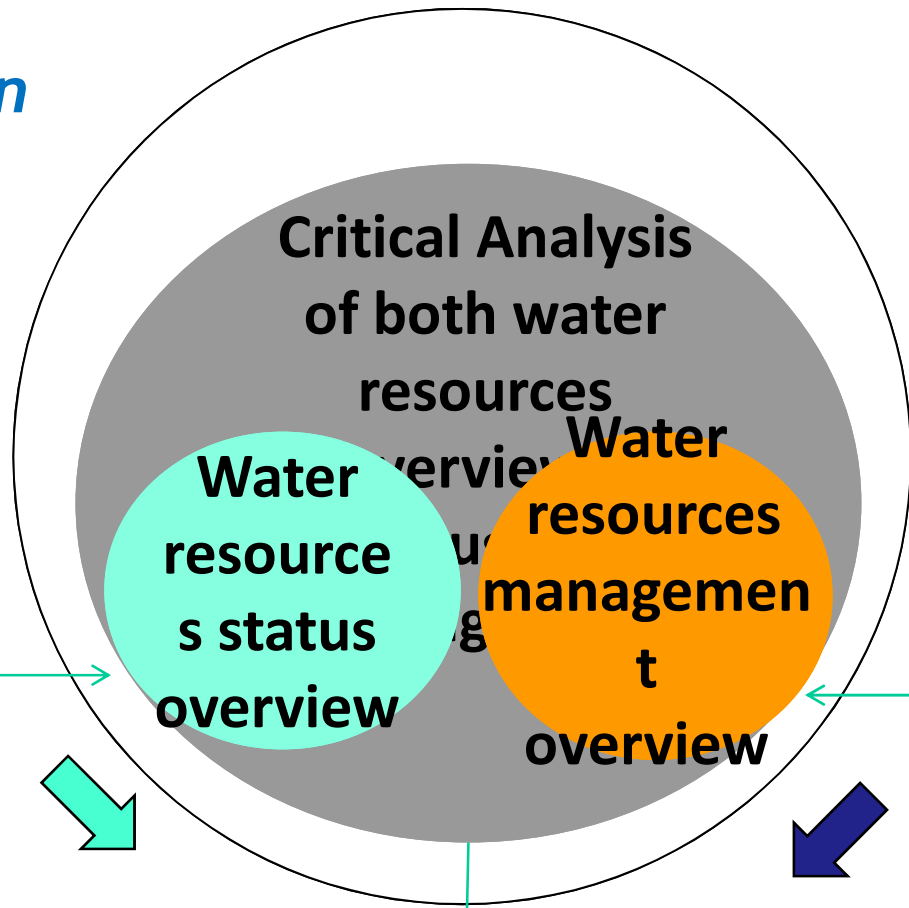 n
Critical Analysis
of both water
resources
Water
resource
s status
overview
Water
resources
managemen
t
overview